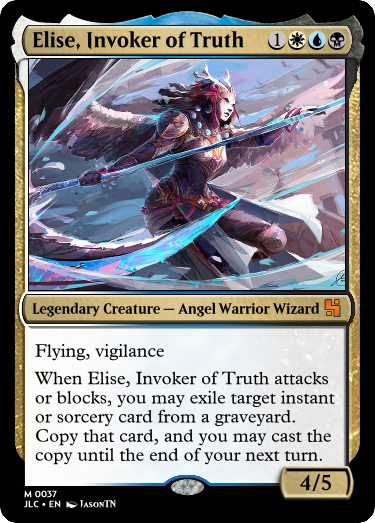 Elise, Invoker of Truth 1
Legendary Creature — Angel Warrior Wizard
Flying, vigilance
When Elise, Invoker of Truth attacks
or blocks, you may exile target instant
or sorcery card from a graveyard.
Copy that card, and you may cast the
copy until the end of your next turn.
4/5
M 0037
JLC • EN JASONTN